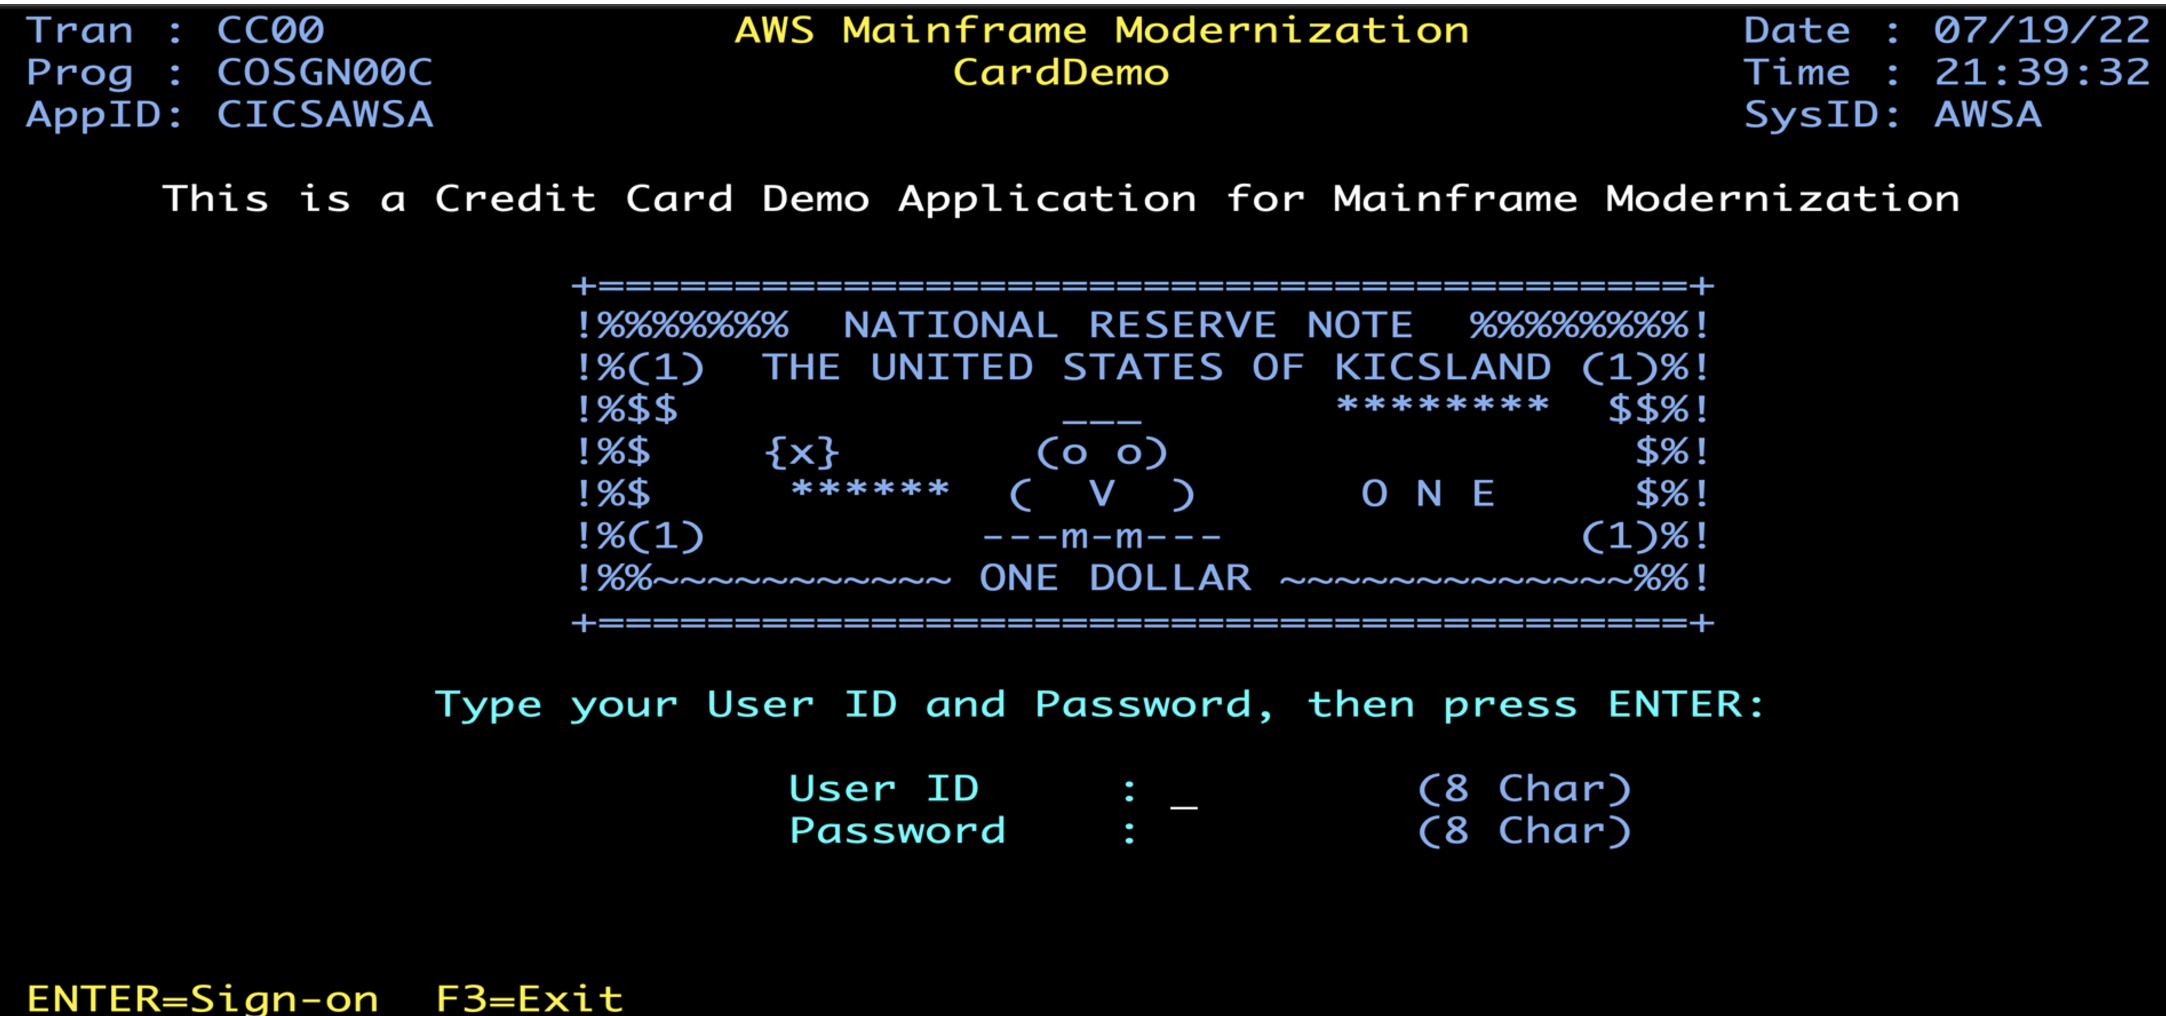 Tran : CC00 AWS Mainframe Modernization Date : 07/19/22
Prog : COSGN00C CardDemo Time : 21:39:32
AppID: CICSAWSA SysID: AWSA
This is a Credit Card Demo Application for Mainframe Modernization
+========================================+
!%%%%%%% NATIONAL RESERVE NOTE %%%%%%%%!
!%(1) THE UNITED STATES OF KICSLAND (1)%!
!%$$ ___ ******** $$%!
!%$ {x} (o o) $%!
!%$ ****** ( V ) O N E $%!
!%(1) ---m-m--- (1)%!
!%%~~~~~~~~~~~ ONE DOLLAR ~~~~~~~~~~~~~%%!
+========================================+
Type your User ID and Password, then press ENTER:
User ID : _ (8 Char)
Password : (8 Char)
ENTER=Sign-on F3=Exit